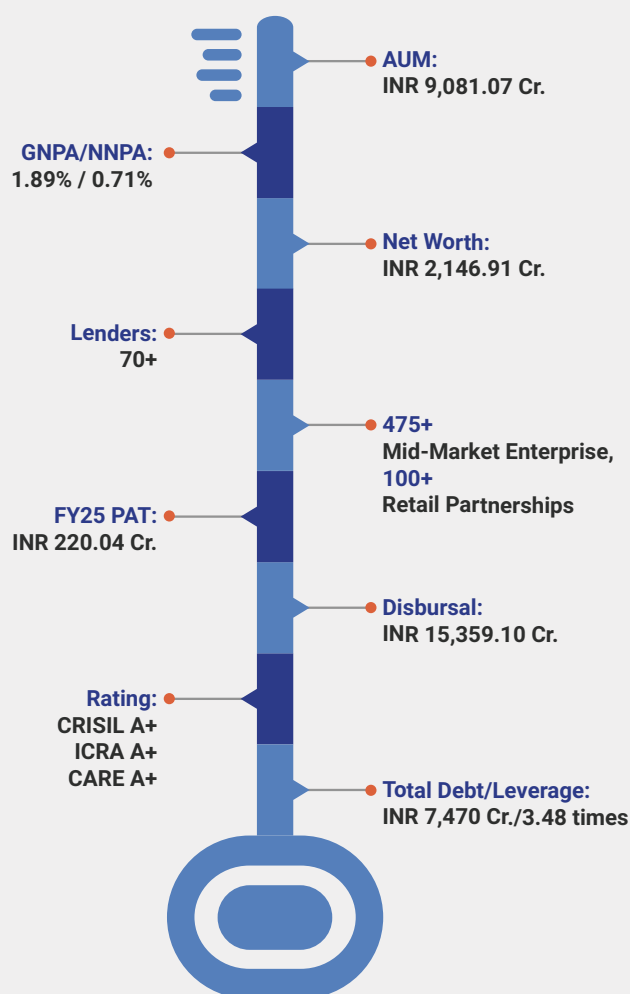 AUM:
INR 9,081.07 Cr.
GNPA/NNPA:
1.89% / 0.71%
Net Worth:
INR 2,146.91 Cr.
Lenders:
70+
475+
Mid-Market Enterprise,
100+
Retail Partnerships
FY25 PAT:
INR 220.04 Cr.
Disbursal:
INR 15,359.10 Cr.
Rating:
CRISIL A+
ICRA A+
CARE A+
Total Debt/Leverage:
INR 7,470 Cr./3.48 times